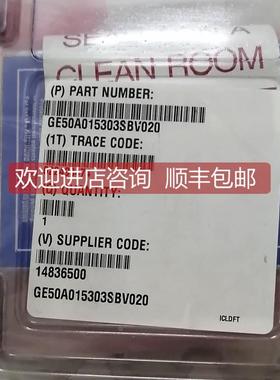 CLEAN ROOM
(P) PART NUMBER:
GE50A015303SBV020
(1T) TRACE CODE:
欢迎进店咨询 顺丰包邮
QUANTITY:
1
(V) SUPPLIER CODE:
14836500
GE50A015303SBV020
ICLDFT